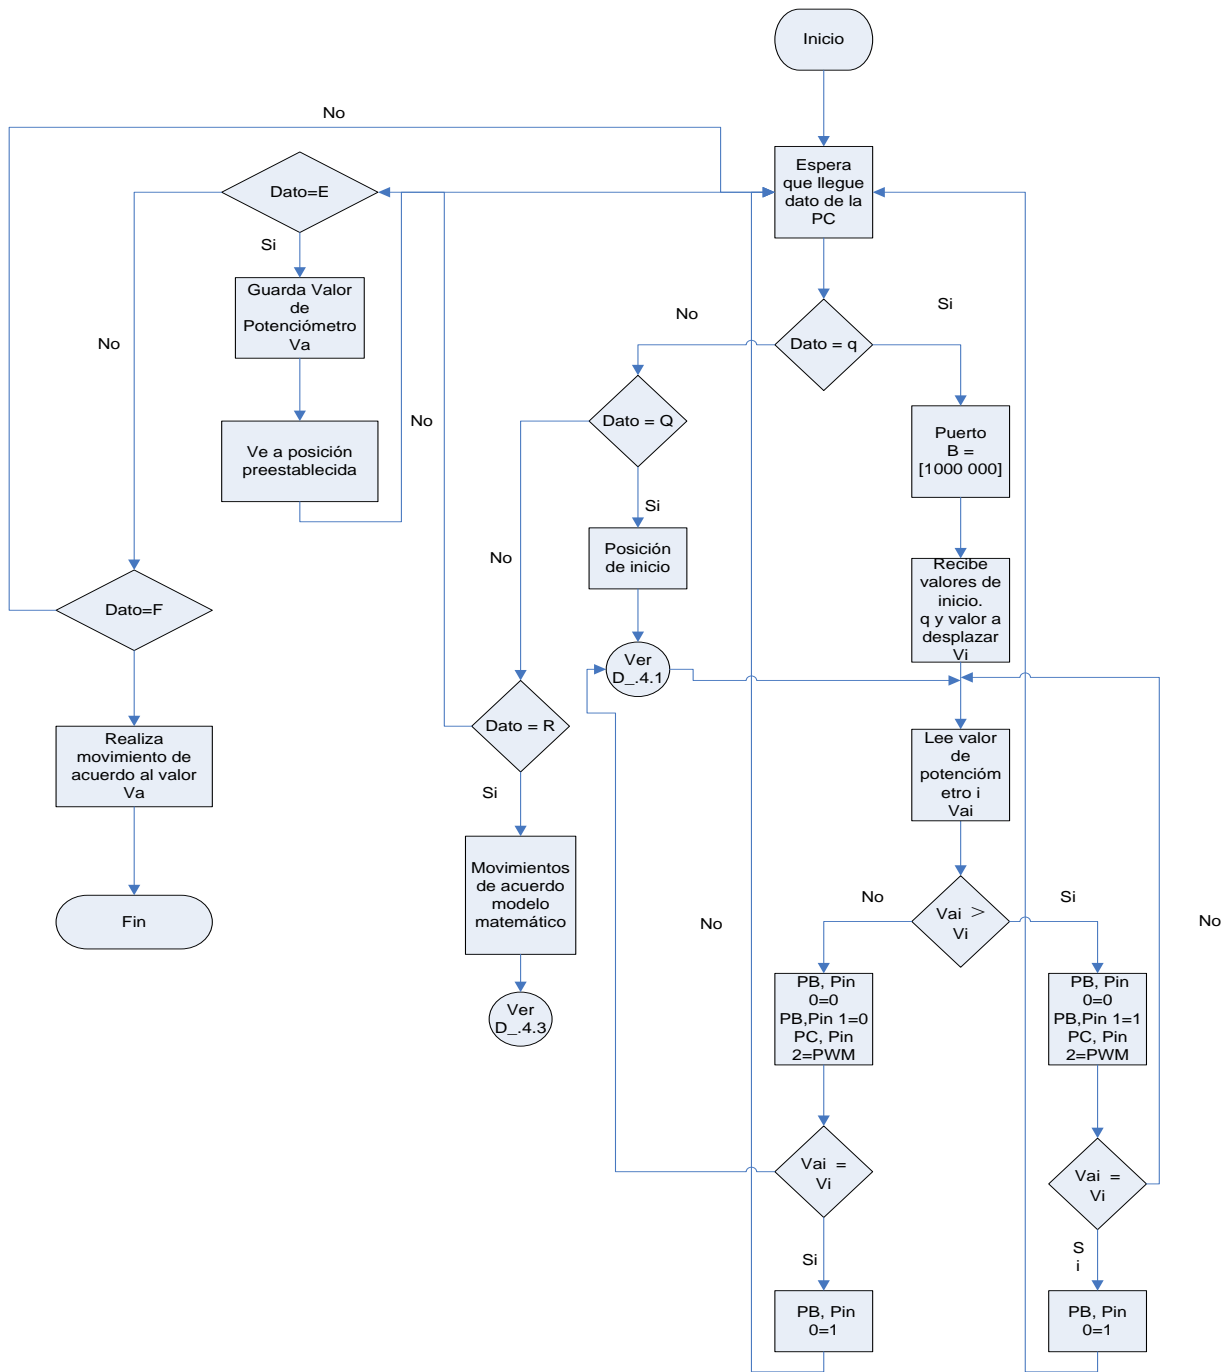 Inicio
No
Espera
que llegue
dato de la
PC
Dato=E
Si
Guarda Valor
de
Potenciómetro
Va
No
No
Ve a posición
preestablecida
No
Si
Dato = q
Dato = Q
Si
Puerto
B =
[1000 000]
No
Posición
de inicio
Recibe
valores de
inicio.
q y valor a
desplazar
Vi
Dato=F
Ver
D_.4.1
Dato = R
Si
Lee valor
de
potencióm
etro i
Vai
Realiza
movimiento de
acuerdo al valor
Va
Movimientos
de acuerdo
modelo
matemático
Fin
No
Vai >
Vi
Si
No
No
Ver
D_.4.3
PB, Pin
0=0
PB,Pin 1=0
PC, Pin
2=PWM
PB, Pin
0=0
PB,Pin 1=1
PC, Pin
2=PWM
Vai =
Vi
Vai =
Vi
Si
S
i
PB, Pin
0=1
PB, Pin
0=1